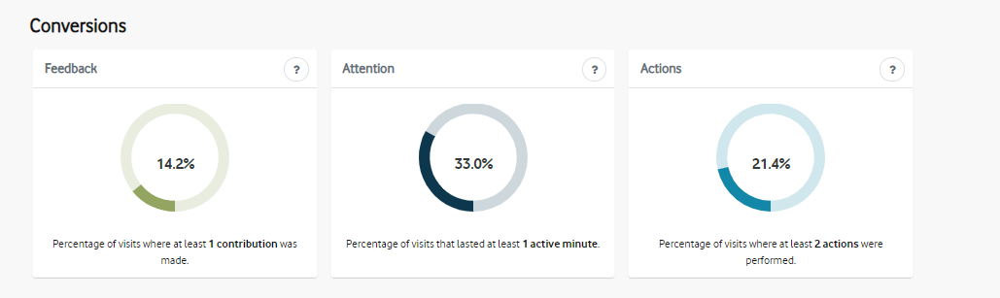 Conversions
Feedback ?
Attention ?
Actions ?
14.2%
33.0%
21.4%
Percentage of visits where at least 1 contribution was
made.
Percentage of visits that lasted at least 1 active minute.
Percentage of visits where at least 2 actions were
performed.